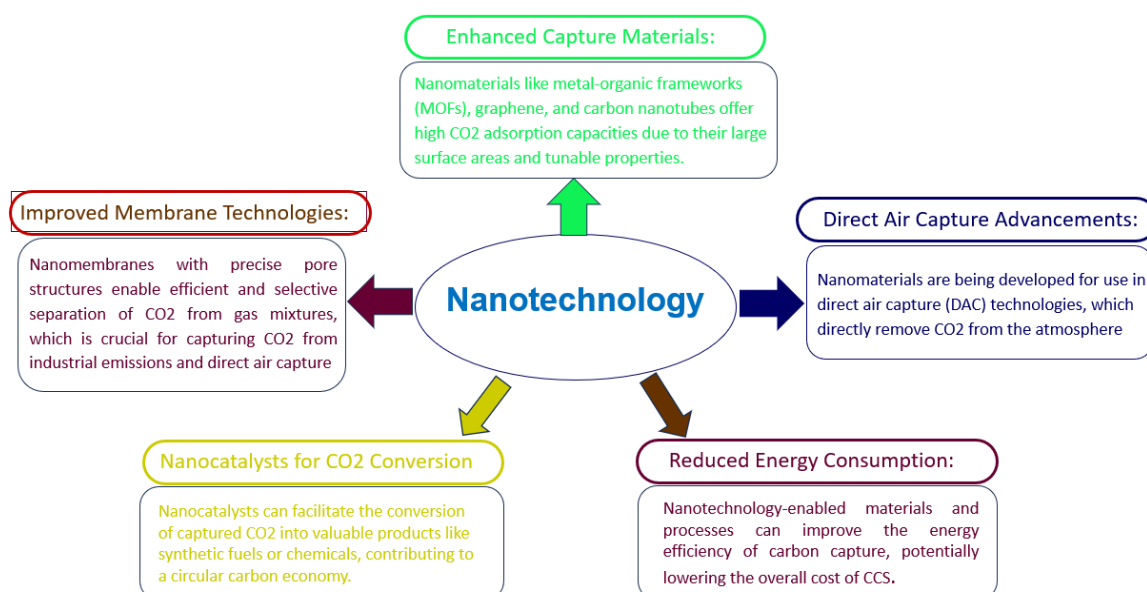 Enhanced Capture Materials:
Nanomaterials like metal-organic frameworks
(MOFs), graphene, and carbon nanotubes offer
high CO2 adsorption capacities due to their large
surface areas and tunable properties.
Improved Membrane Technologies:
Nanomembranes with precise pore
structures enable efficient and selective
separation of CO2 from gas mixtures,
which is crucial for capturing CO2 from
industrial emissions and direct air capture
Nanotechnology
Direct Air Capture Advancements:
Nanomaterials are being developed for use in
direct air capture (DAC) technologies, which
directly remove CO2 from the atmosphere
Nanocatalysts for CO2 Conversion
Nanocatalysts can facilitate the conversion
of captured CO2 into valuable products like
synthetic fuels or chemicals, contributing to
a circular carbon economy.
Reduced Energy Consumption:
Nanotechnology-enabled materials and
processes can improve the energy
efficiency of carbon capture, potentially
lowering the overall cost of CCS.